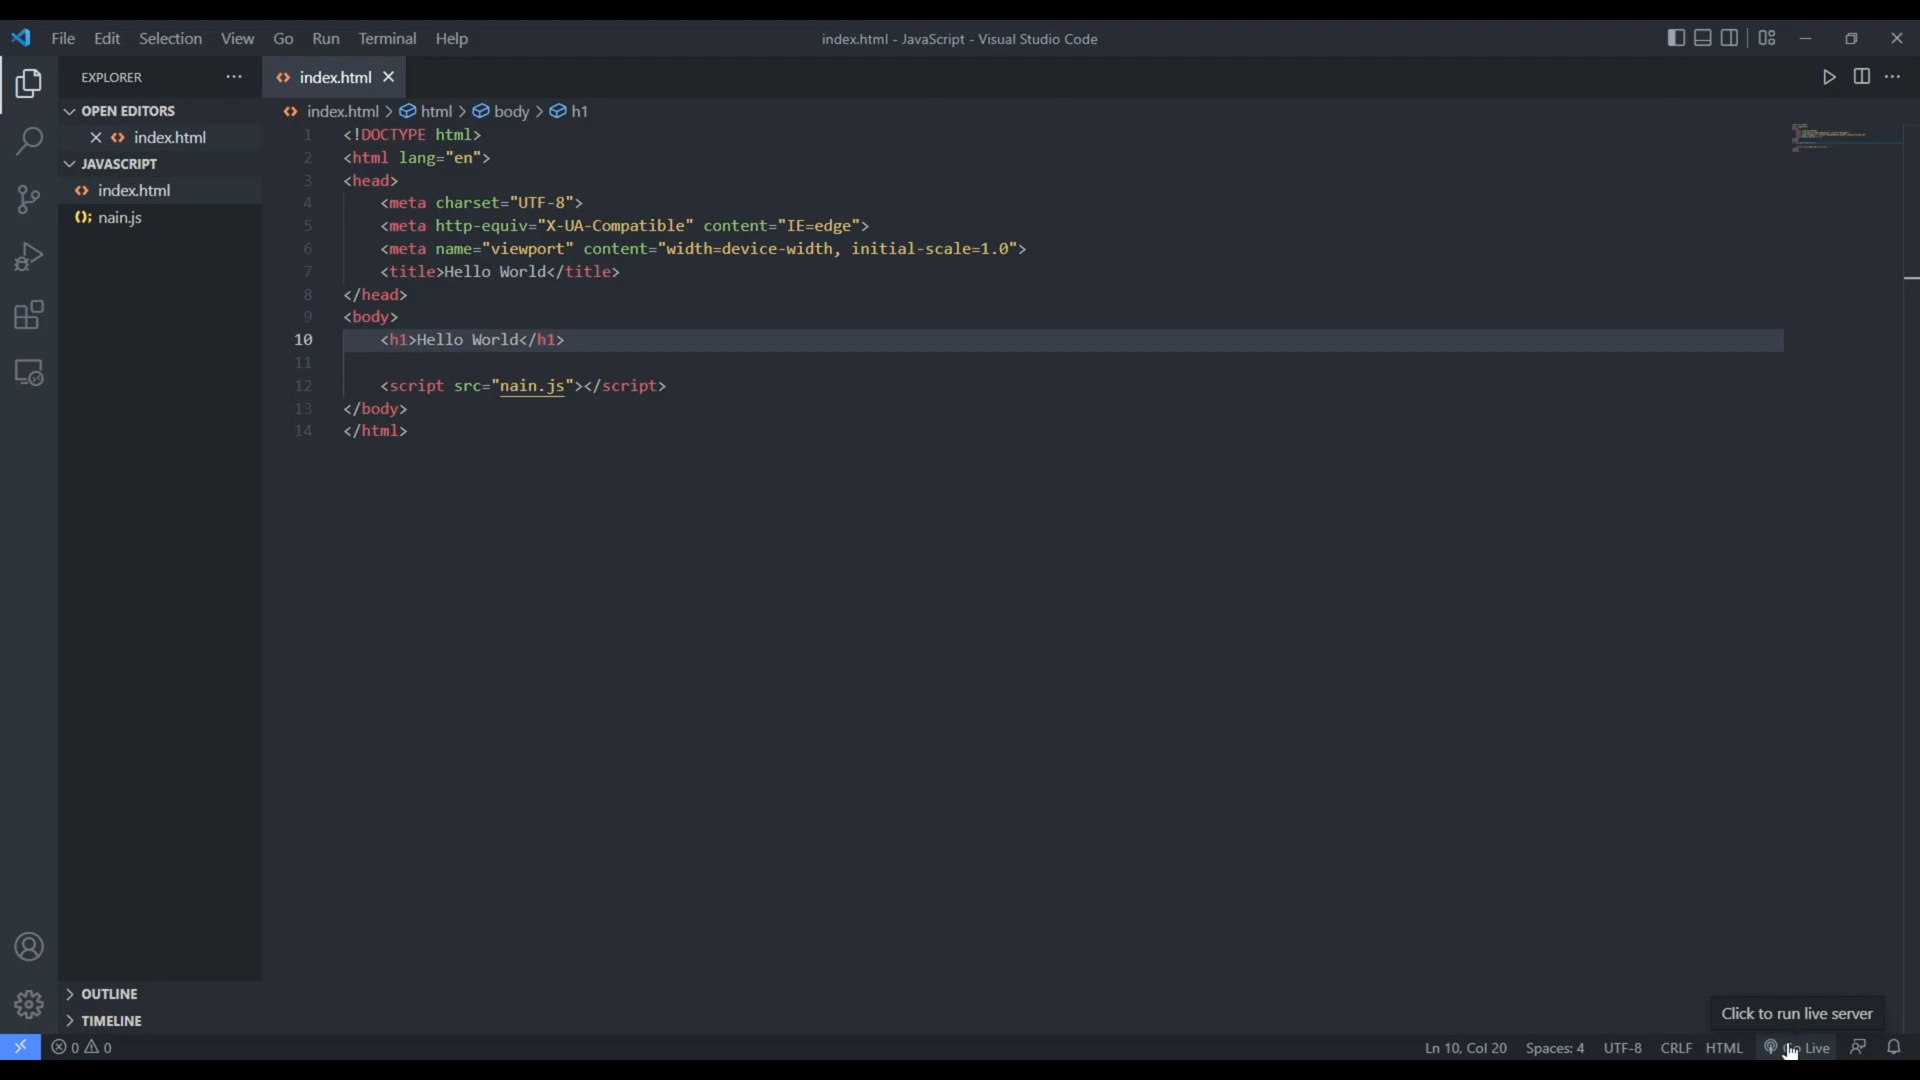 File Edit Selection View Go Run Terminal Help
index.html - JavaScript - Visual Studio Code
EXPLORER
index.html
OPEN EDITORS
index.html
JAVASCRIPT
index.html
nain.js
index.html > html > body > h1
1 <!DOCTYPE html>
2 <html lang="en">
3 <head>
4 <meta charset="UTF-8">
5 <meta http-equiv="X-UA-Compatible" content="IE=edge">
6 <meta name="viewport" content="width=device-width, initial-scale=1.0">
7 <title>Hello World</title>
8 </head>
9 <body>
10 <h1>Hello World</h1>
11
12 <script src="nain.js"></script>
13 </body>
14 </html>
OUTLINE
TIMELINE
Click to run live server
0 0
Ln 10, Col 20 Spaces: 4 UTF-8 CRLF HTML Live